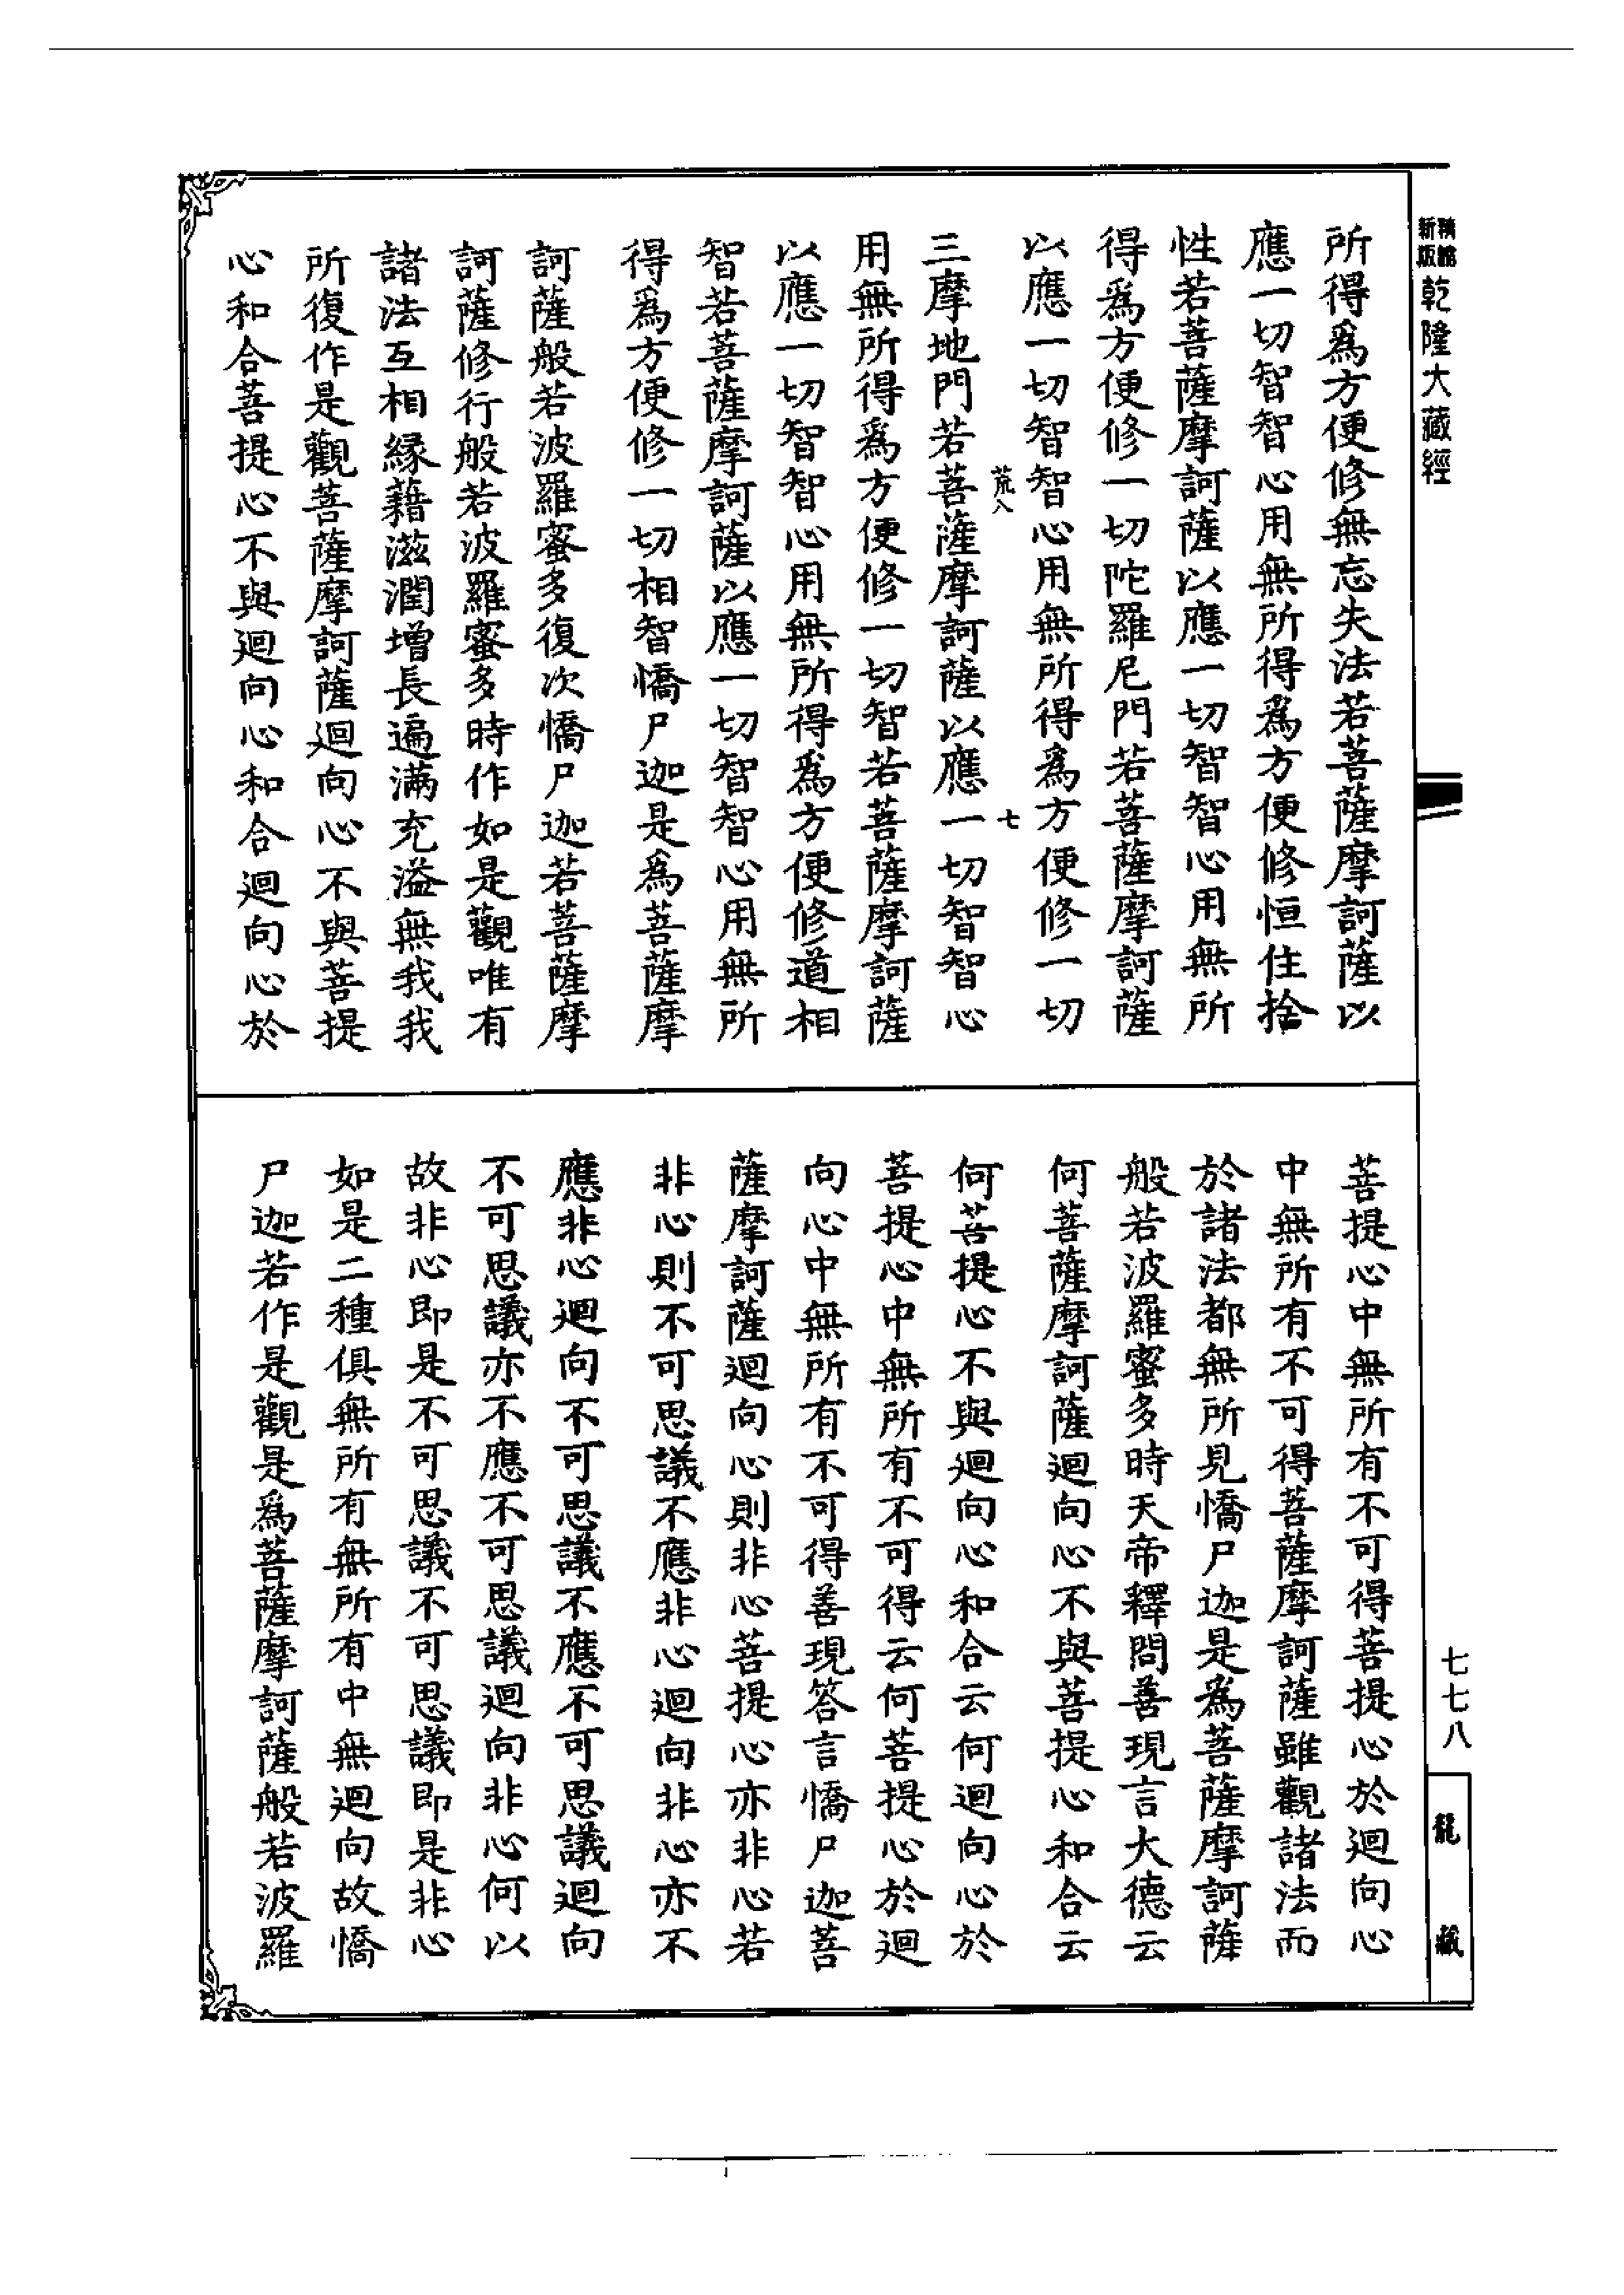 新版
精縮
乾隆大藏經
所得爲方便修無忘失法若菩薩摩訶薩以
應一切智智心用無所得爲方便修恒住捨
性若菩薩摩訶薩以應一切智智心用無所
得爲方便修一切陀羅尼門若菩薩摩訶薩
以應一切智智心用無所得爲方便修一切
荒八
七
三摩地門若菩薩摩訶薩以應一切智智心
用無所得爲方便修一切智若菩薩摩訶薩
以應一切智智心用無所得爲方便修道相
智若菩薩摩訶薩以應一切智智心用無所
得爲方便修一切相智憍尸迦是爲菩薩摩
訶薩般若波羅蜜多復次憍尸迦若菩薩摩
訶薩修行般若波羅蜜多時作如是觀唯有
諸法互相緣藉滋潤增長遍滿充溢無我我
所復作是觀菩薩摩訶薩迴向心不與菩提
心和合菩提心不與迴向心和合迴向心於
菩提心中無所有不可得菩提心於迴向心
中無所有不可得菩薩摩訶薩雖觀諸法而
於諸法都無所見憍尸迦是爲菩薩摩訶薩
般若波羅蜜多時天帝釋問善現言大德云
何菩薩摩訶薩迴向心不與菩提心和合云
何菩提心不與迴向心和合云何迴向心於
菩提心中無所有不可得云何菩提心於迴
向心中無所有不可得善現答言憍尸迦菩
薩摩訶薩迴向心則非心菩提心亦非心若
非心則不可思議不應非心迴向非心亦不
應非心迴向不可思議不應不可思議迴向
不可思議亦不應不可思議迴向非心何以
故非心即是不可思議不可思議即是非心
如是二種俱無所有無所有中無迴向故憍
尸迦若作是觀是爲菩薩摩訶薩般若波羅
七七八
龍藏